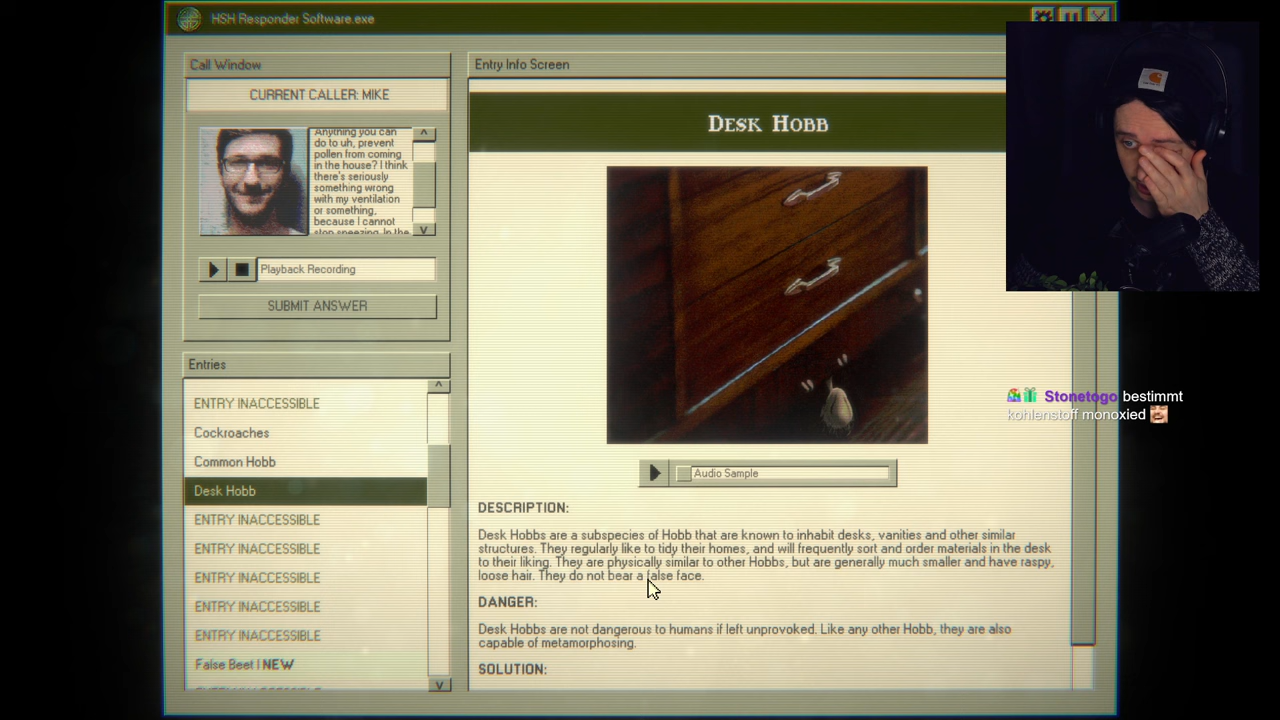 HSH Responder Software.exe
Call Window
CURRENT CALLER: MIKE
Anything you can
do to uh, prevent
pollen from coming
in the house? I think
there's seriously
something wrong
with my ventilation
or something,
because I cannot
stop sneezing. In the
Playback Recording
SUBMIT ANSWER
Entries
ENTRY INACCESSIBLE
Cockroaches
Common Hobb
Desk Hobb
ENTRY INACCESSIBLE
ENTRY INACCESSIBLE
ENTRY INACCESSIBLE
ENTRY INACCESSIBLE
ENTRY INACCESSIBLE
False Beet | NEW
Entry Info Screen
Desk Hobb
Audio Sample
DESCRIPTION:
Desk Hobbs are a subspecies of Hobb that are known to inhabit desks, vanities and other similar
structures. They regularly like to tidy their homes, and will frequently sort and order materials in the desk
to their liking. They are physically similar to other Hobbs, but are generally much smaller and have raspy,
loose hair. They do not bear a false face.
DANGER:
Desk Hobbs are not dangerous to humans if left unprovoked. Like any other Hobb, they are also
capable of metamorphosing.
SOLUTION:
Stonetogo bestimmt
kohlenstoff monoxied